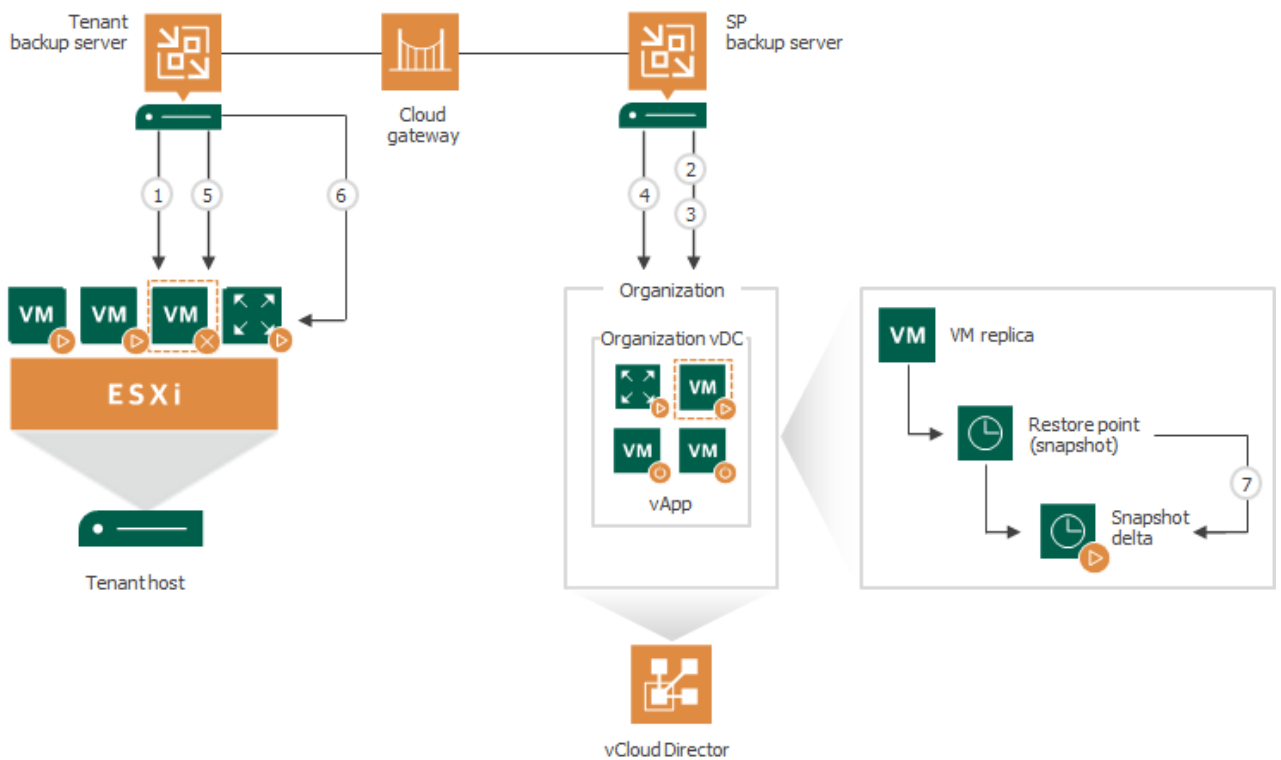 Tenant
backup server
SP
backup server
Cloud
gateway
1
5
6
4
2
3
VM
VM
VM
ESXi
Tenant host
Organization
Organization vDC
VM
VM
VM
vApp
vCloud Director
VM
VM replica
Restore point
(snapshot)
7
Snapshot
delta